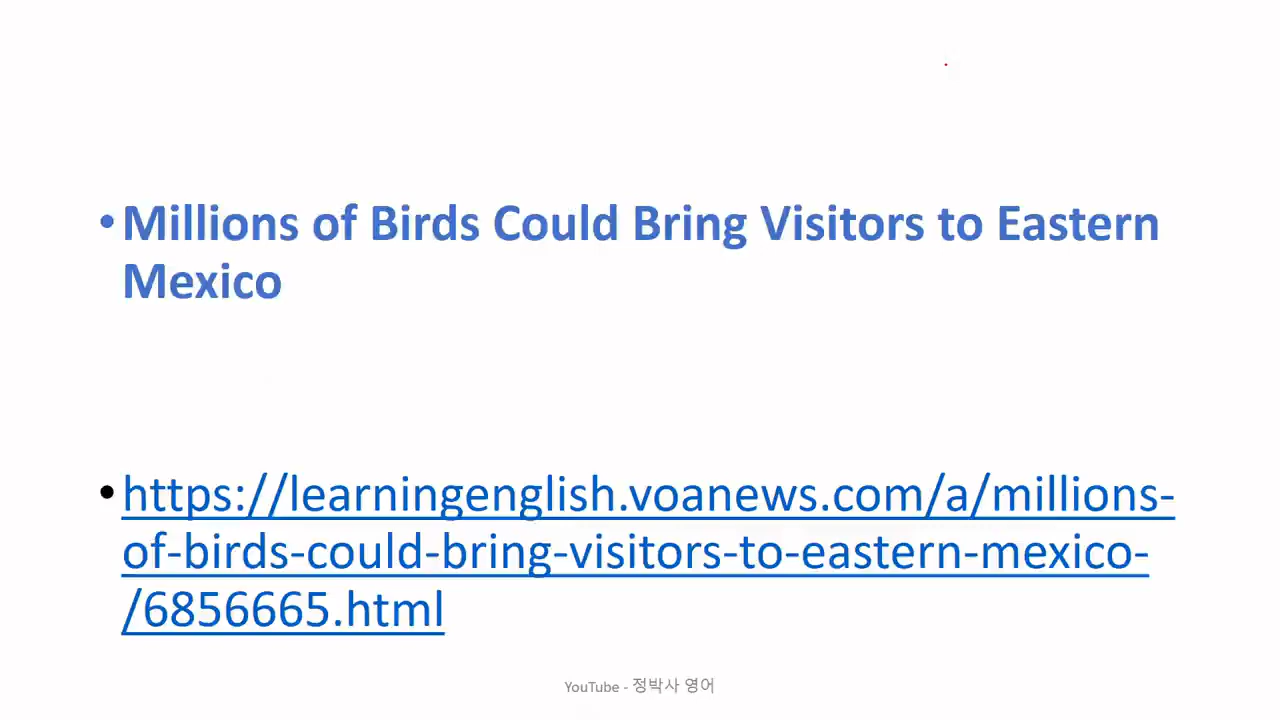 • Millions of Birds Could Bring Visitors to Eastern
Mexico
• https://learningenglish.voanews.com/a/millions-
of-birds-could-bring-visitors-to-eastern-mexico-
/6856665.html
YouTube - 정박사 영어